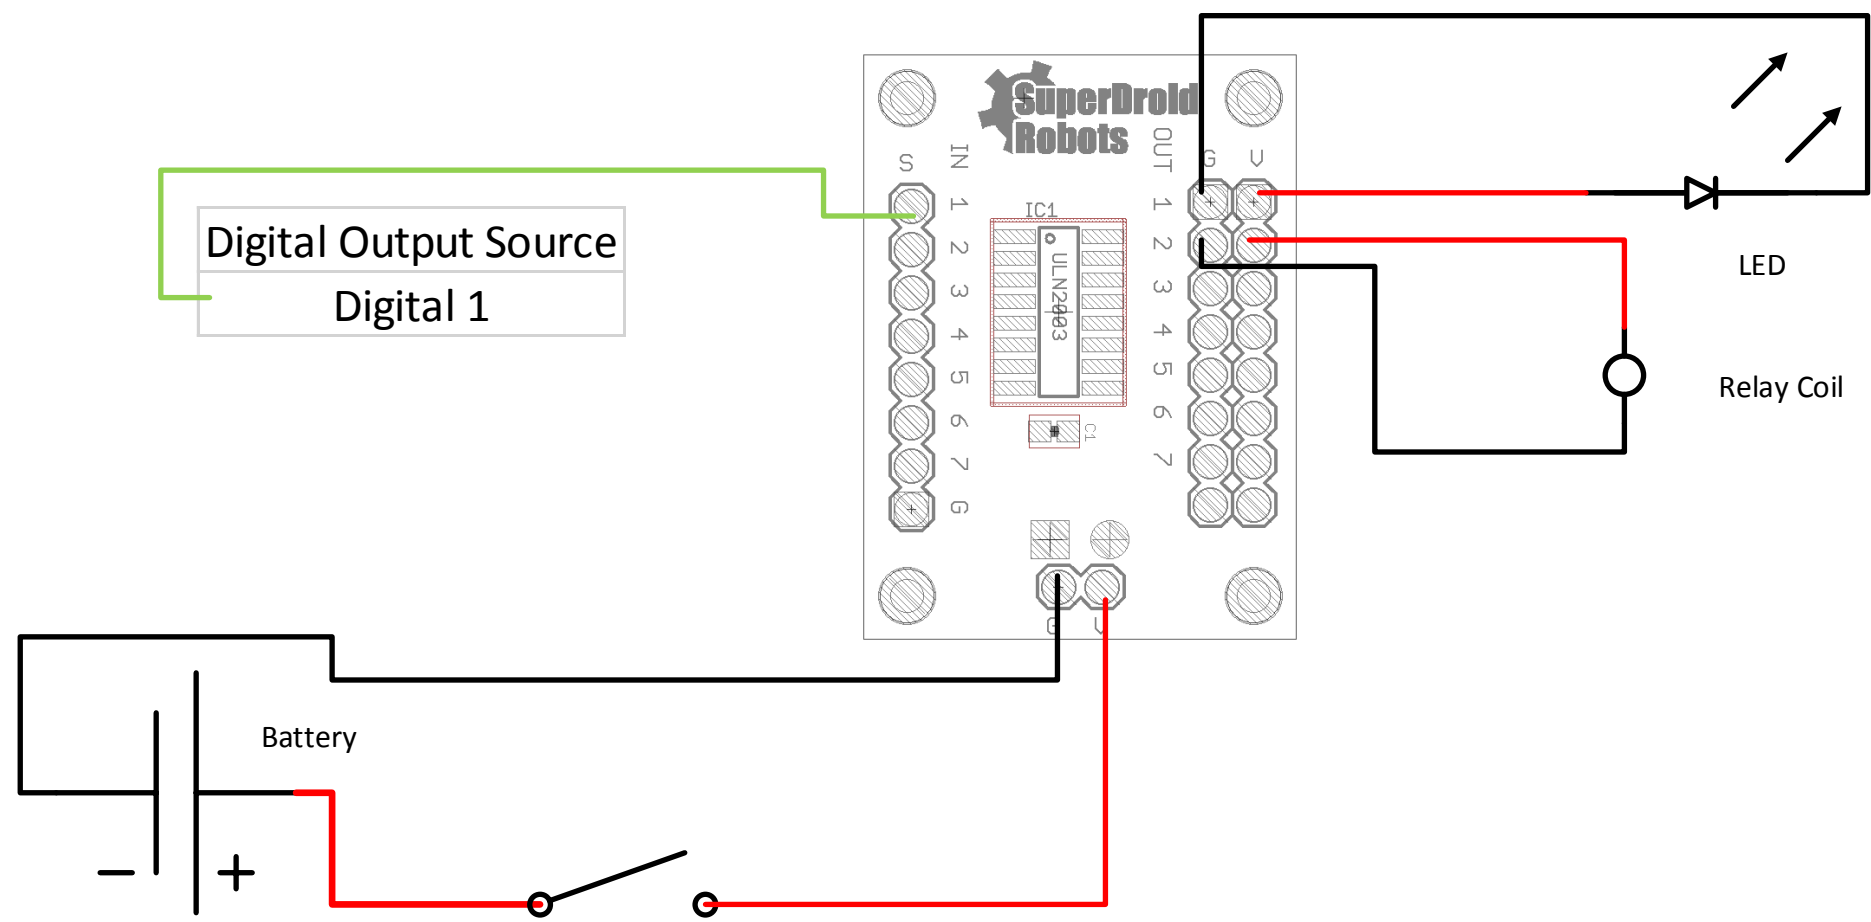 SuperDroid
Robots
S
IN
OUT
G
V
1
2
3
4
5
6
7
G
1
2
3
4
5
6
7
IC1
ULN2003
C1
G
V
Digital Output Source
Digital 1
LED
Relay Coil
Battery
−
+